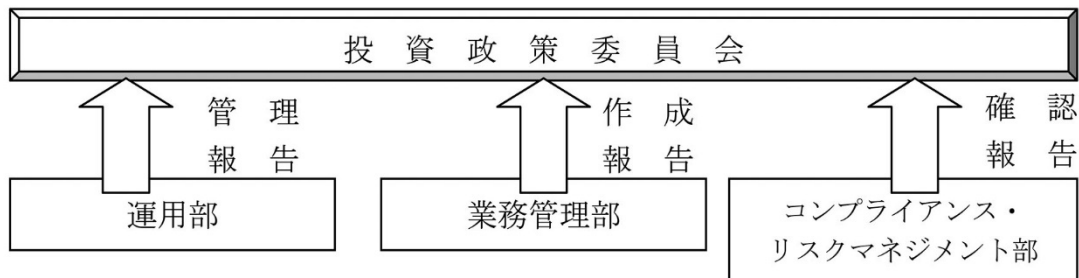 投資政策委員会
管理
報告
作成
報告
確認
報告
運用部
業務管理部
コンプライアンス・
リスクマネジメント部